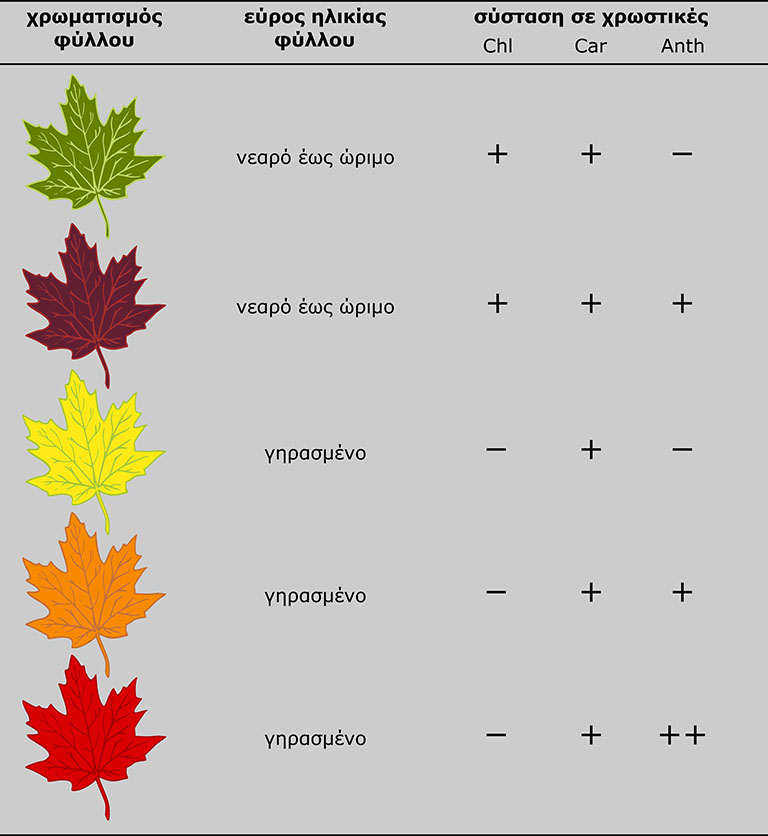 χρωματισμός φύλλου
εύρος ηλικίας φύλλου
σύσταση σε χρωστικές
Chl Car Anth
νεαρό έως ώριμο + + −
νεαρό έως ώριμο + + +
γηρασμένο − + −
γηρασμένο − + +
γηρασμένο − + ++